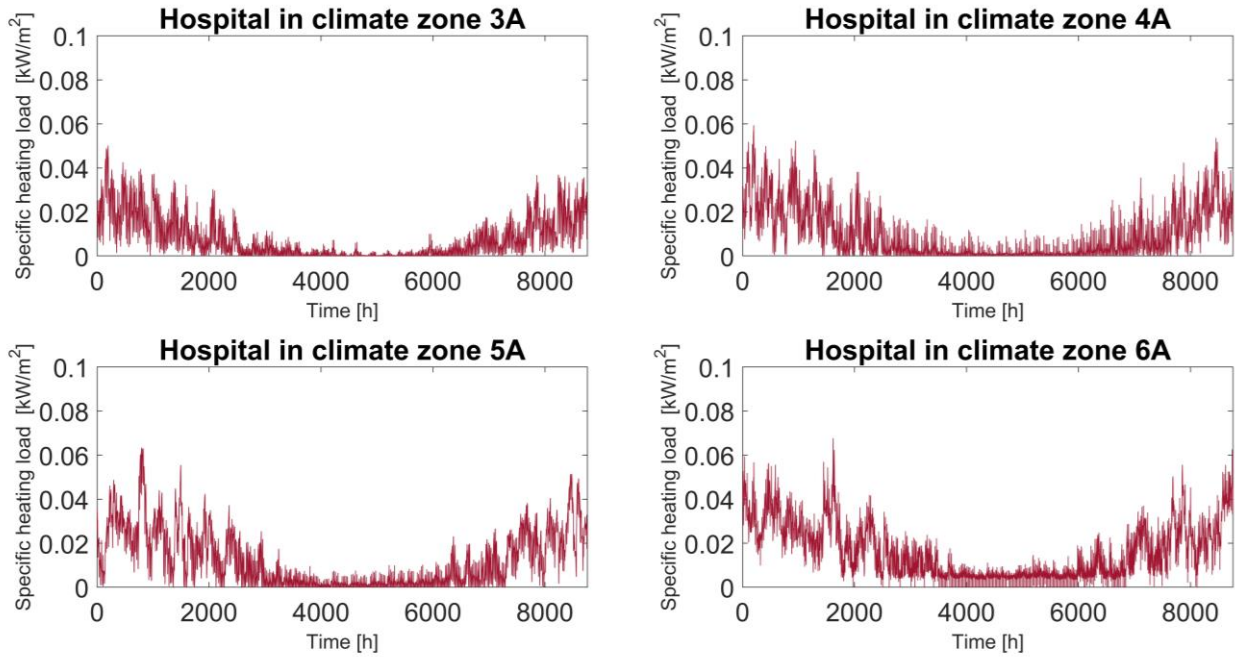 Hospital in climate zone 3A
Specific heating load [kW/m²]
0.1
0.08
0.06
0.04
0.02
0
0 2000 4000 6000 8000
Time [h]
Hospital in climate zone 4A
Specific heating load [kW/m²]
0.1
0.08
0.06
0.04
0.02
0
0 2000 4000 6000 8000
Time [h]
Hospital in climate zone 5A
Specific heating load [kW/m²]
0.1
0.08
0.06
0.04
0.02
0
0 2000 4000 6000 8000
Time [h]
Hospital in climate zone 6A
Specific heating load [kW/m²]
0.1
0.08
0.06
0.04
0.02
0
0 2000 4000 6000 8000
Time [h]